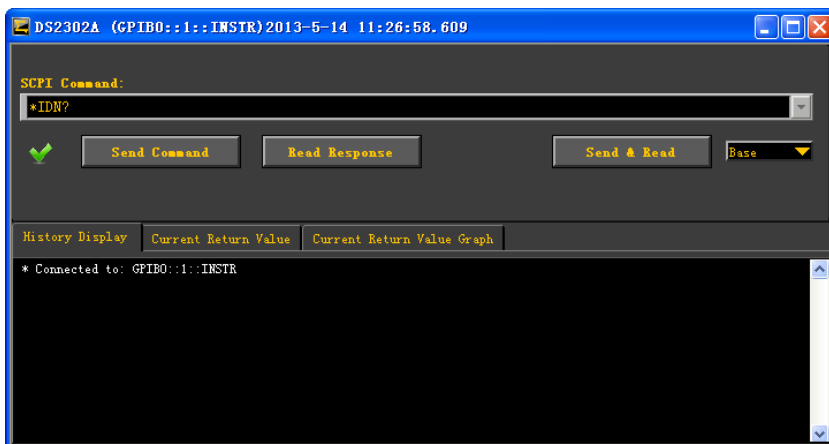 DS2302A (GPIB0::1::INSTR)2013-5-14 11:26:58.609
SCPI Command:
*IDN?
Send Command Read Response Send & Read Base
History Display Current Return Value Current Return Value Graph
* Connected to: GPIB0::1::INSTR